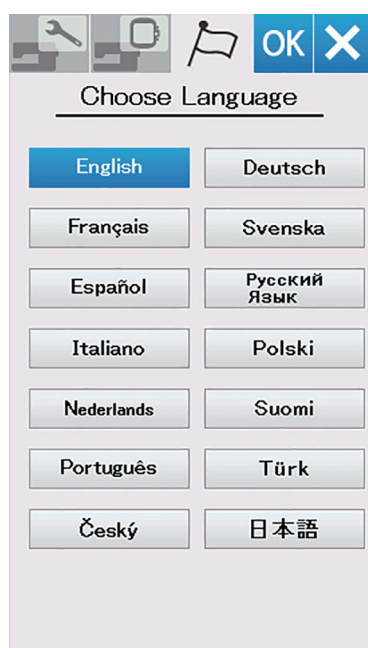 OK
Choose Language
English
Deutsch
Français
Svenska
Español
Русский
Язык
Italiano
Polski
Nederlands
Suomi
Português
Türk
Český
日本語